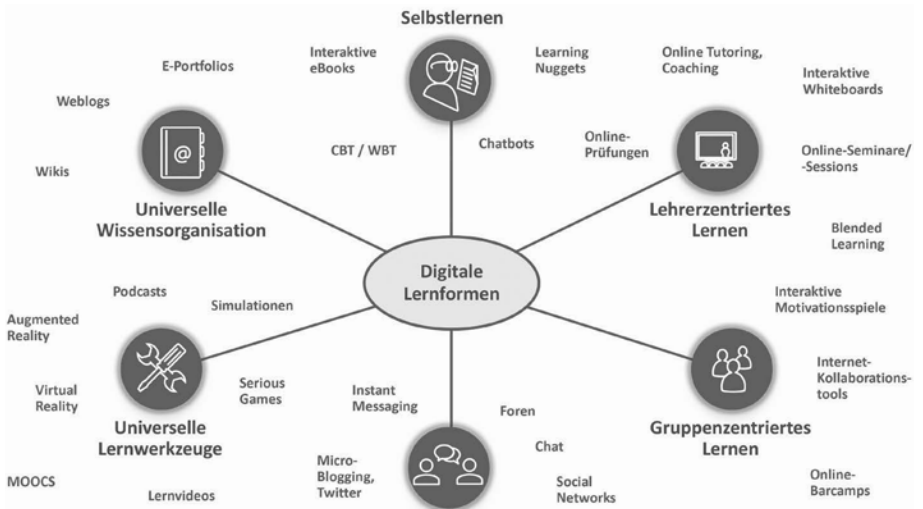 Selbstlernen
E-Portfolios
Interaktive
eBooks
Learning
Nuggets
Online Tutoring,
Coaching
Interaktive
Whiteboards
Weblogs
@
CBT / WBT
Chatbots
Online-
Prüfungen
Online-Seminare/
-Sessions
Wikis
Universelle
Wissensorganisation
Lehrerzentriertes
Lernen
Blended
Learning
Digitale
Lernformen
Podcasts
Simulationen
Interaktive
Motivationsspiele
Augmented
Reality
Virtual
Reality
Serious
Games
Instant
Messaging
Foren
Internet-
Kollaborations-
tools
Universelle
Lernwerkzeuge
Gruppenzentriertes
Lernen
Chat
Micro-
Blogging,
Twitter
Social
Networks
MOOCS
Lernvideos
Online-
Barcamps